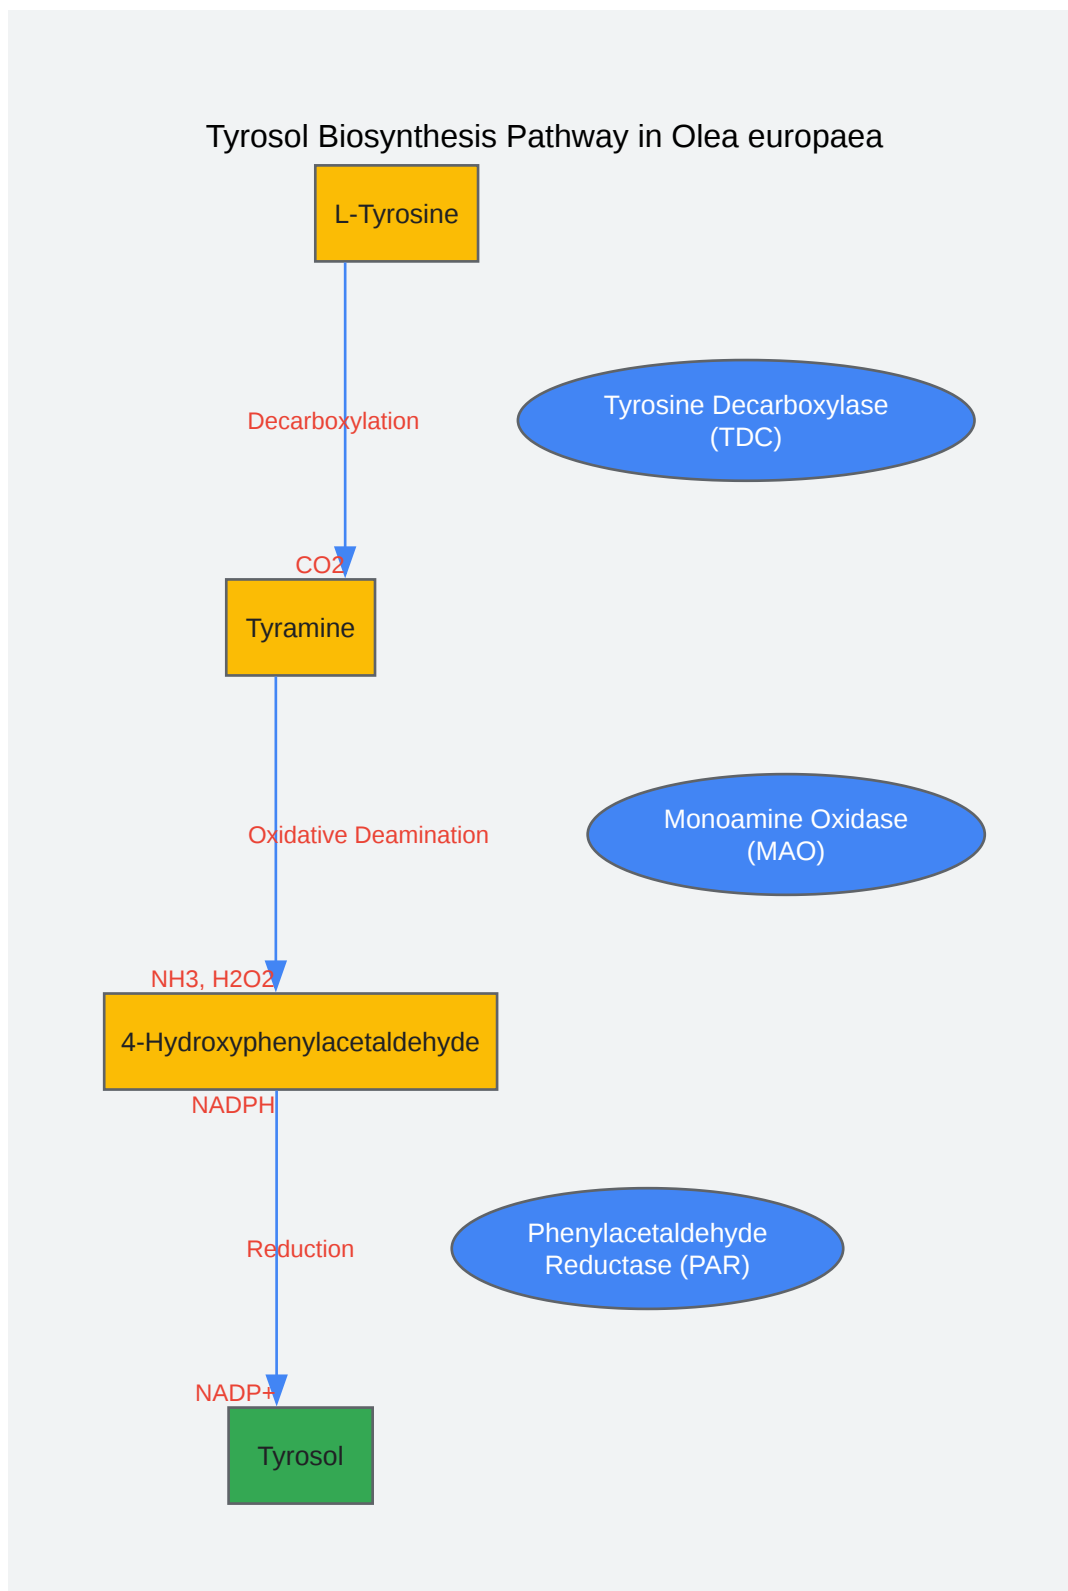 Tyrosol Biosynthesis Pathway in Olea europaea
L-Tyrosine
Decarboxylation
Tyrosine Decarboxylase
(TDC)
CO2
Tyramine
Oxidative Deamination
Monoamine Oxidase
(MAO)
NH3, H2O2
4-Hydroxyphenylacetaldehyde
NADPH
Reduction
Phenylacetaldehyde
Reductase (PAR)
NADP+
Tyrosol